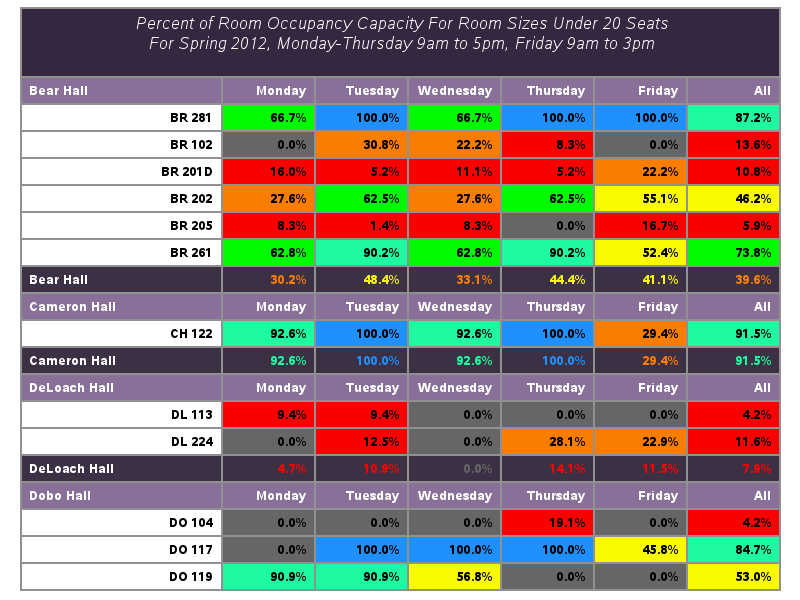 Percent of Room Occupancy Capacity For Room Sizes Under 20 Seats
For Spring 2012, Monday-Thursday 9am to 5pm, Friday 9am to 3pm
Bear Hall Monday Tuesday Wednesday Thursday Friday All
BR 281 66.7% 100.0% 66.7% 100.0% 100.0% 87.2%
BR 102 0.0% 30.8% 22.2% 8.3% 0.0% 13.6%
BR 201D 16.0% 5.2% 11.1% 5.2% 22.2% 10.8%
BR 202 27.6% 62.5% 27.6% 62.5% 55.1% 46.2%
BR 205 8.3% 1.4% 8.3% 0.0% 16.7% 5.9%
BR 261 62.8% 90.2% 62.8% 90.2% 52.4% 73.8%
Bear Hall 30.2% 48.4% 33.1% 44.4% 41.1% 39.6%
Cameron Hall Monday Tuesday Wednesday Thursday Friday All
CH 122 92.6% 100.0% 92.6% 100.0% 29.4% 91.5%
Cameron Hall 92.6% 100.0% 92.6% 100.0% 29.4% 91.5%
DeLoach Hall Monday Tuesday Wednesday Thursday Friday All
DL 113 9.4% 9.4% 0.0% 0.0% 0.0% 4.2%
DL 224 0.0% 12.5% 0.0% 28.1% 22.9% 11.6%
DeLoach Hall 4.7% 10.9% 0.0% 14.1% 11.5% 7.9%
Dobo Hall Monday Tuesday Wednesday Thursday Friday All
DO 104 0.0% 0.0% 0.0% 19.1% 0.0% 4.2%
DO 117 0.0% 100.0% 100.0% 100.0% 45.8% 84.7%
DO 119 90.9% 90.9% 56.8% 0.0% 0.0% 53.0%